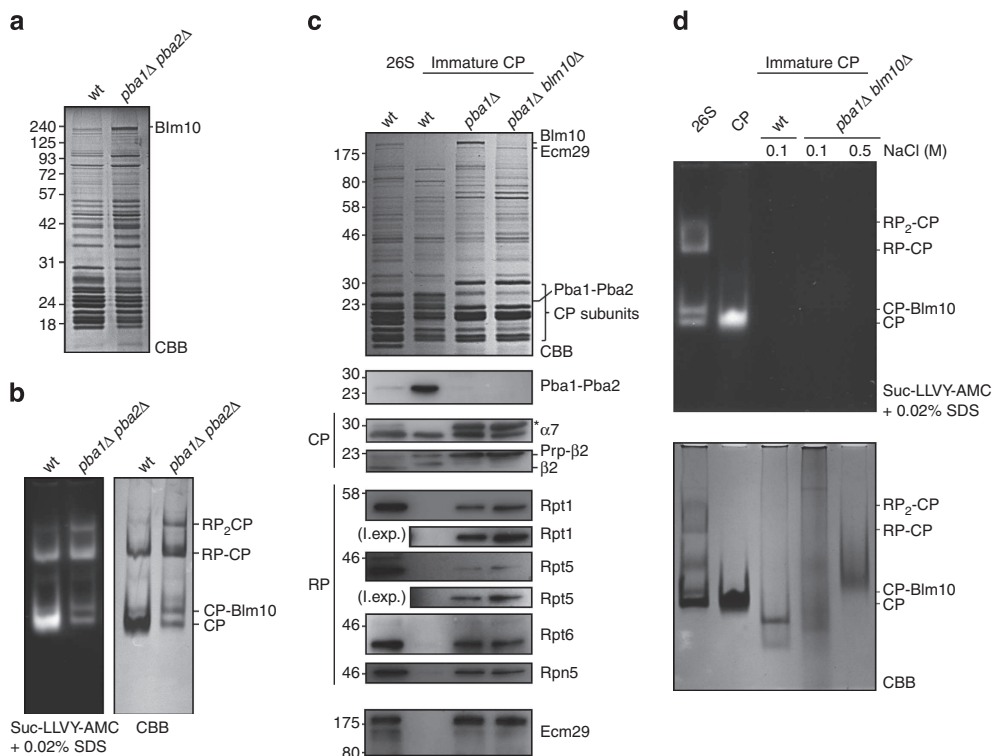 a
wt
pba1Δ pba2Δ
240
125
93
72
57
42
31
24
18
Blm10
CBB
b
wt
pba1Δ pba2Δ
wt
pba1Δ pba2Δ
RP2CP
RP-CP
CP-Blm10
CP
Suc-LLVY-AMC
+ 0.02% SDS
CBB
c
26S Immature CP
wt
wt
pba1Δ
pba1Δ blm10Δ
175
80
58
46
30
23
Blm10
Ecm29
Pba1-Pba2
CP subunits
CBB
30
23
Pba1-Pba2
CP
30
*α7
23
Prp-β2
β2
RP
58
Rpt1
(l.exp.)
Rpt1
46
Rpt5
(l.exp.)
Rpt5
46
Rpt6
46
Rpn5
175
80
Ecm29
d
Immature CP
26S
CP
wt
pba1Δ blm10Δ
0.1 0.1 0.5 NaCl (M)
RP2-CP
RP-CP
CP-Blm10
CP
Suc-LLVY-AMC
+ 0.02% SDS
RP2-CP
RP-CP
CP-Blm10
CP
CBB